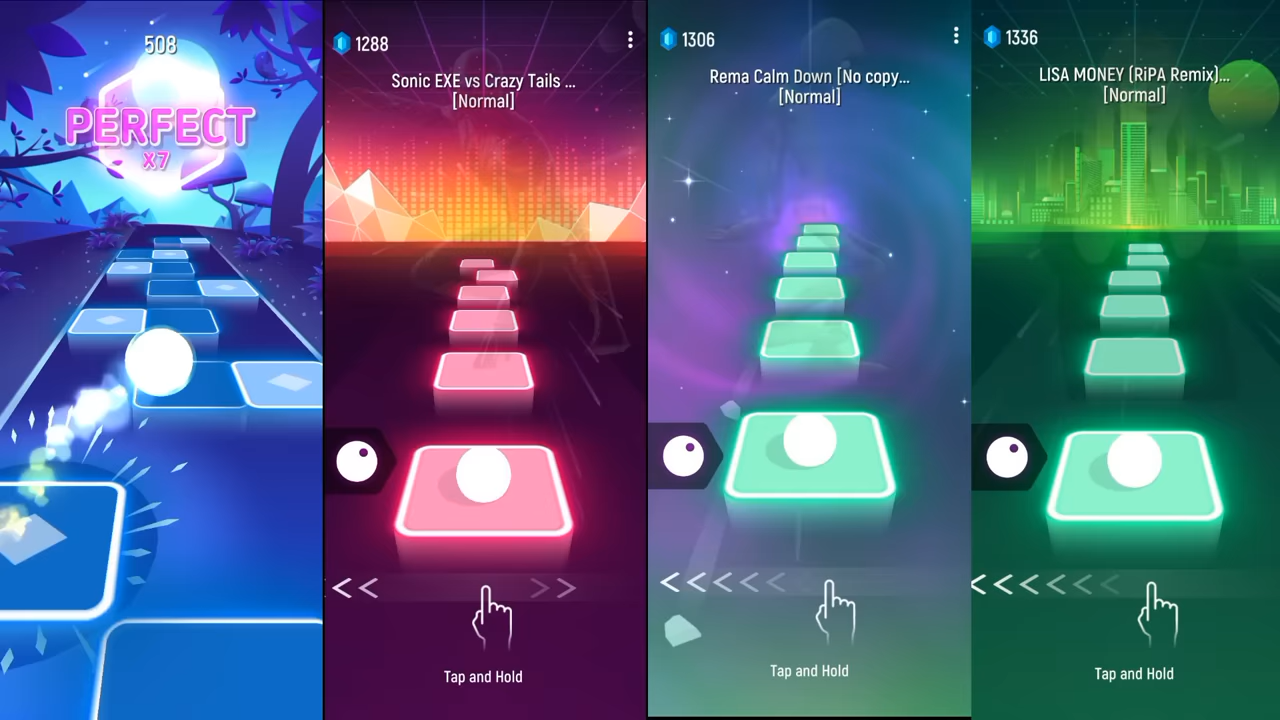 508
PERFECT
X7
1288
Sonic EXE vs Crazy Tails ...
[Normal]
Tap and Hold
1306
Rema Calm Down [No copy...
[Normal]
Tap and Hold
1336
LISA MONEY (RiPA Remix)...
[Normal]
Tap and Hold